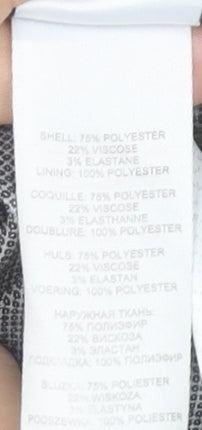 SHELL: 75% POLYESTER
22% VISCOSE
3% ELASTANE
LINING: 100% POLYESTER
COQUILLE: 75% POLYESTER
22% VISCOSE
3% ELASTHANNE
DOUBLURE: 100% POLYESTER
HULS: 75% POLYESTER
22% VISCOSE
3% ELASTAN
VOERING: 100% POLYESTER
НАРУЖНАЯ ТКАНЬ:
75% ПОЛИЭФИР
22% ВИСКОЗА
3% ЭЛАСТАН
ПОДКЛАДКА: 100% ПОЛИЭФИР
BLUZKA: 75% POLIESTER
22% WISKOZA
3% ELASTYNA
PODSZEWKA: 100% POLIESTER